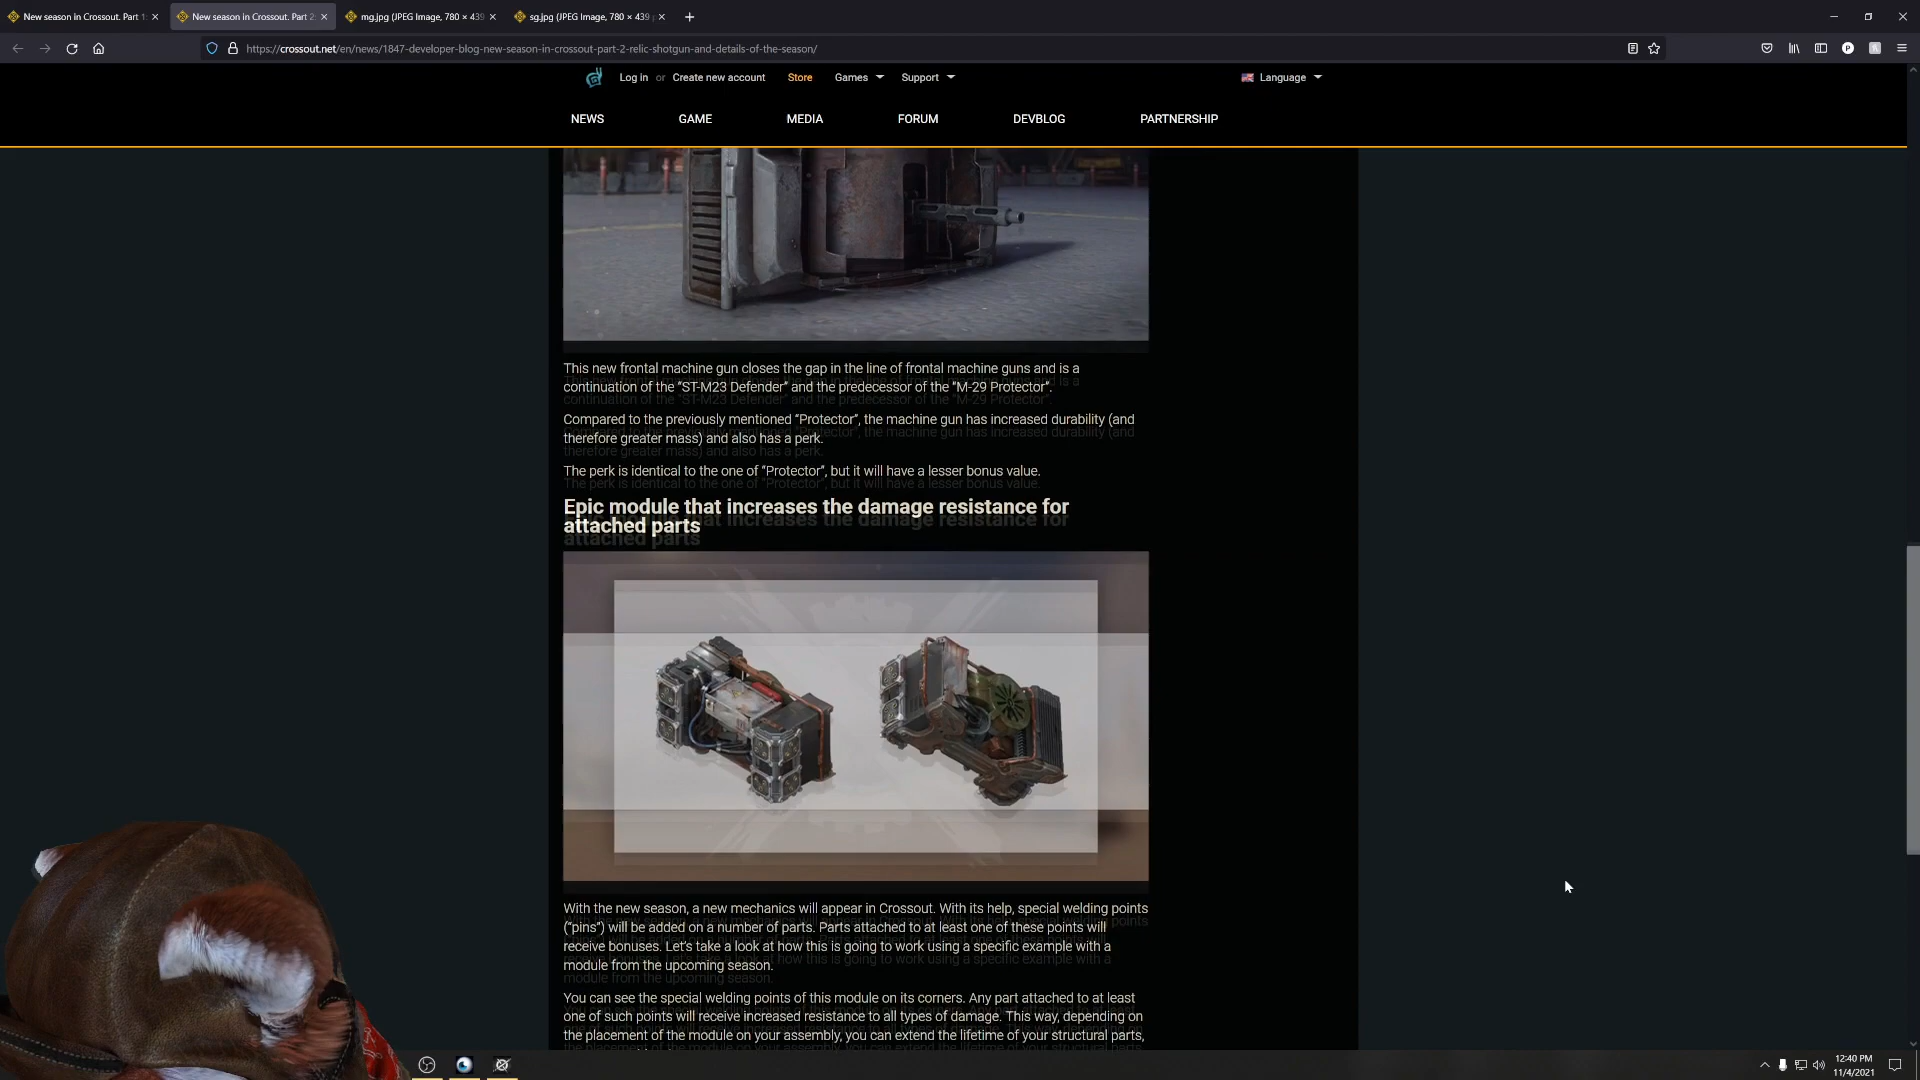 New season in Crossout. Part 1:
New season in Crossout. Part 2:
mg.jpg (JPEG Image, 780 × 439
sg.jpg (JPEG Image, 780 × 439 p
https://crossout.net/en/news/1847-developer-blog-new-season-in-crossout-part-2-relic-shotgun-and-details-of-the-season/
Log in or Create new account Store Games Support Language
NEWS GAME MEDIA FORUM DEVBLOG PARTNERSHIP
This new frontal machine gun closes the gap in the line of frontal machine guns and is a
continuation of the “ST-M23 Defender” and the predecessor of the “M-29 Protector”.
Compared to the previously mentioned “Protector”, the machine gun has increased durability (and
therefore greater mass) and also has a perk.
The perk is identical to the one of “Protector”, but it will have a lesser bonus value.
Epic module that increases the damage resistance for
attached parts
With the new season, a new mechanics will appear in Crossout. With its help, special welding points
(“pins”) will be added on a number of parts. Parts attached to at least one of these points will
receive bonuses. Let’s take a look at how this is going to work using a specific example with a
module from the upcoming season.
You can see the special welding points of this module on its corners. Any part attached to at least
one of such points will receive increased resistance to all types of damage. This way, depending on
the placement of the module on your assembly, you can extend the lifetime of your structural parts,
12:40 PM
11/4/2021